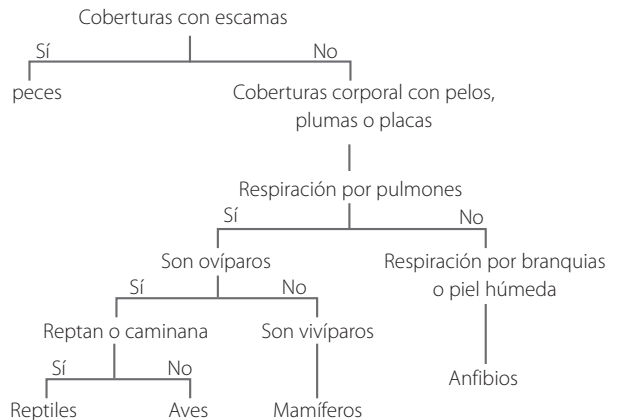 Coberturas con escamas
Sí
No
peces
Coberturas corporal con pelos,
plumas o placas
Respiración por pulmones
Sí
No
Son ovíparos
Respiración por branquias
o piel húmeda
Sí
No
Reptan o caminana
Son vivíparos
Sí
No
Anfibios
Reptiles
Aves
Mamíferos